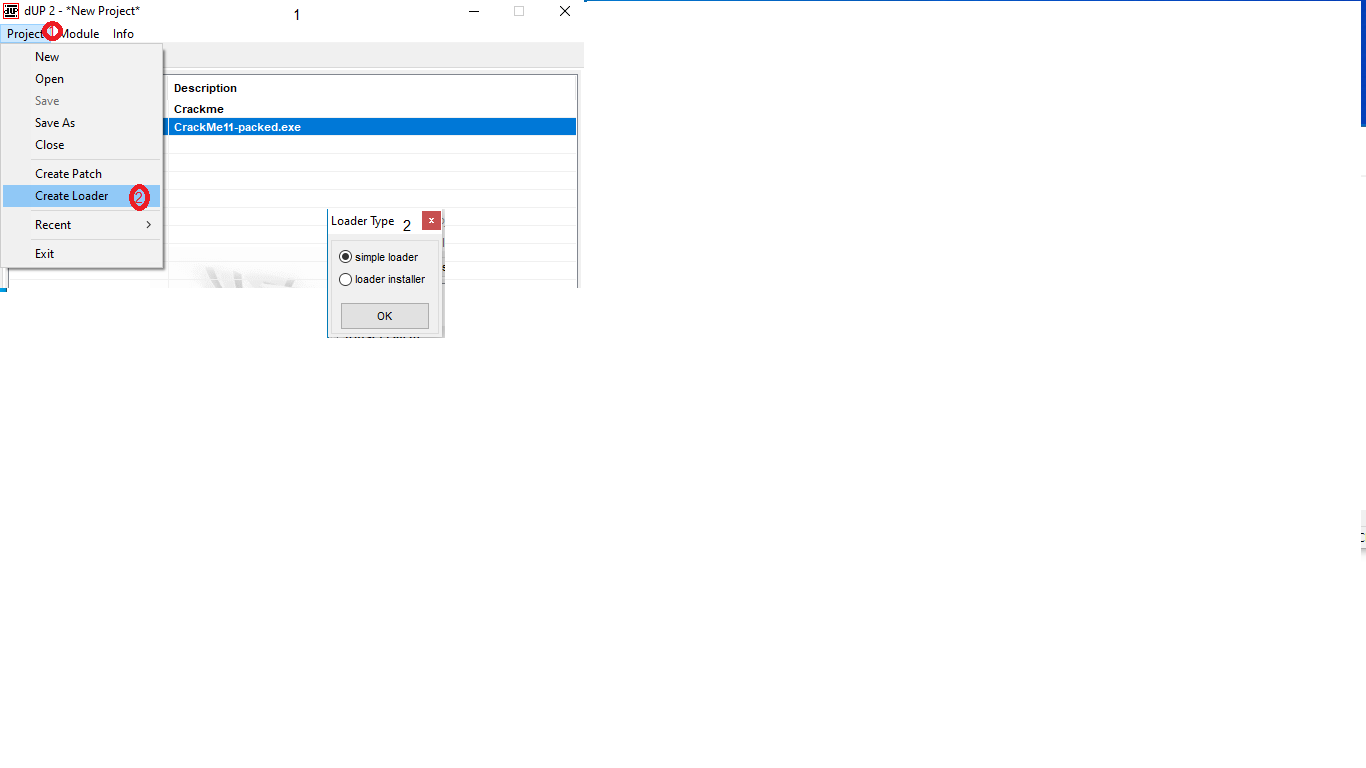 dUP 2 - *New Project*
1
Project Module Info
1
New
Open
Save
Save As
Close
Create Patch
Create Loader 2
Recent
Exit
Description
Crackme
CrackMe11-packed.exe
Loader Type 2 x
simple loader
loader installer
OK